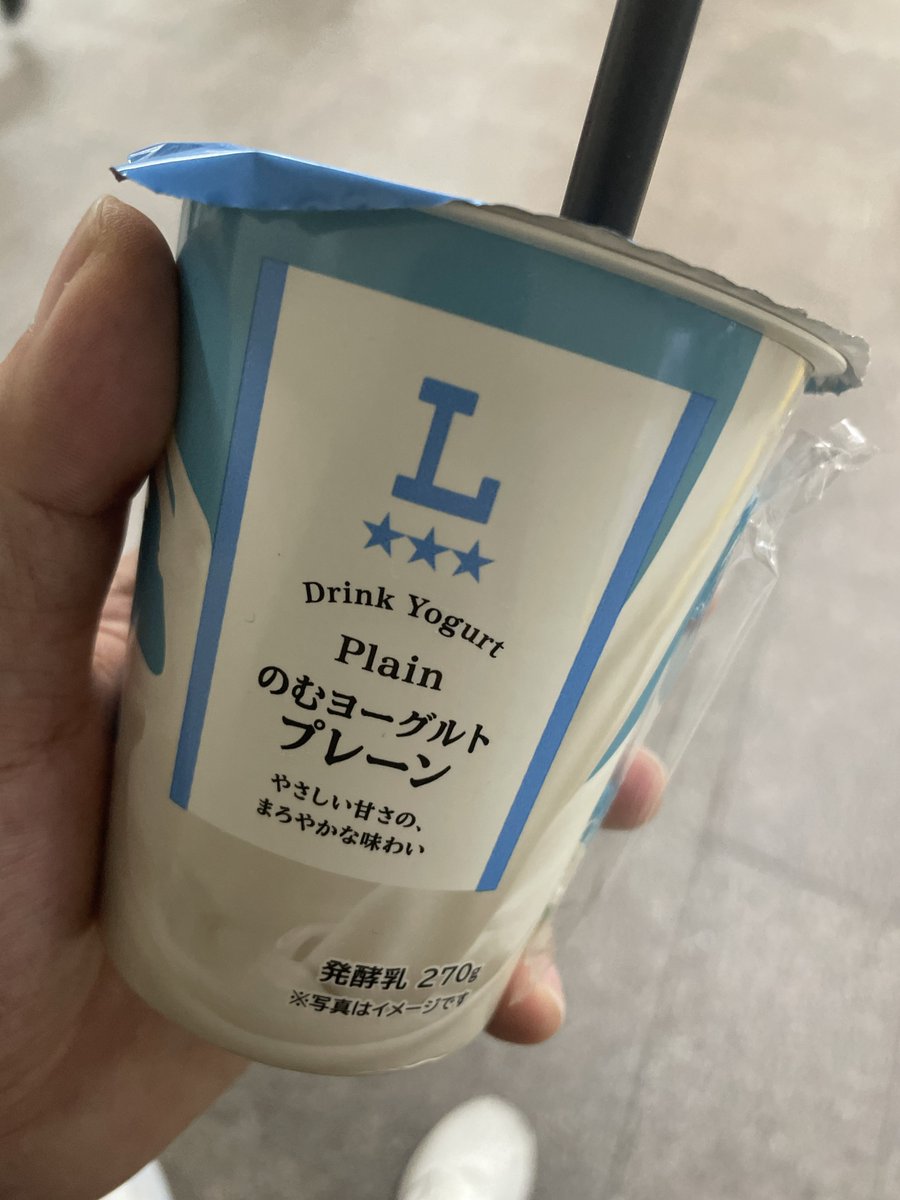 L
★★★
Drink Yogurt
Plain
のむヨーグルト
プレーン
やさしい甘さの、
まろやかな味わい
発酵乳 270g
※写真はイメージです